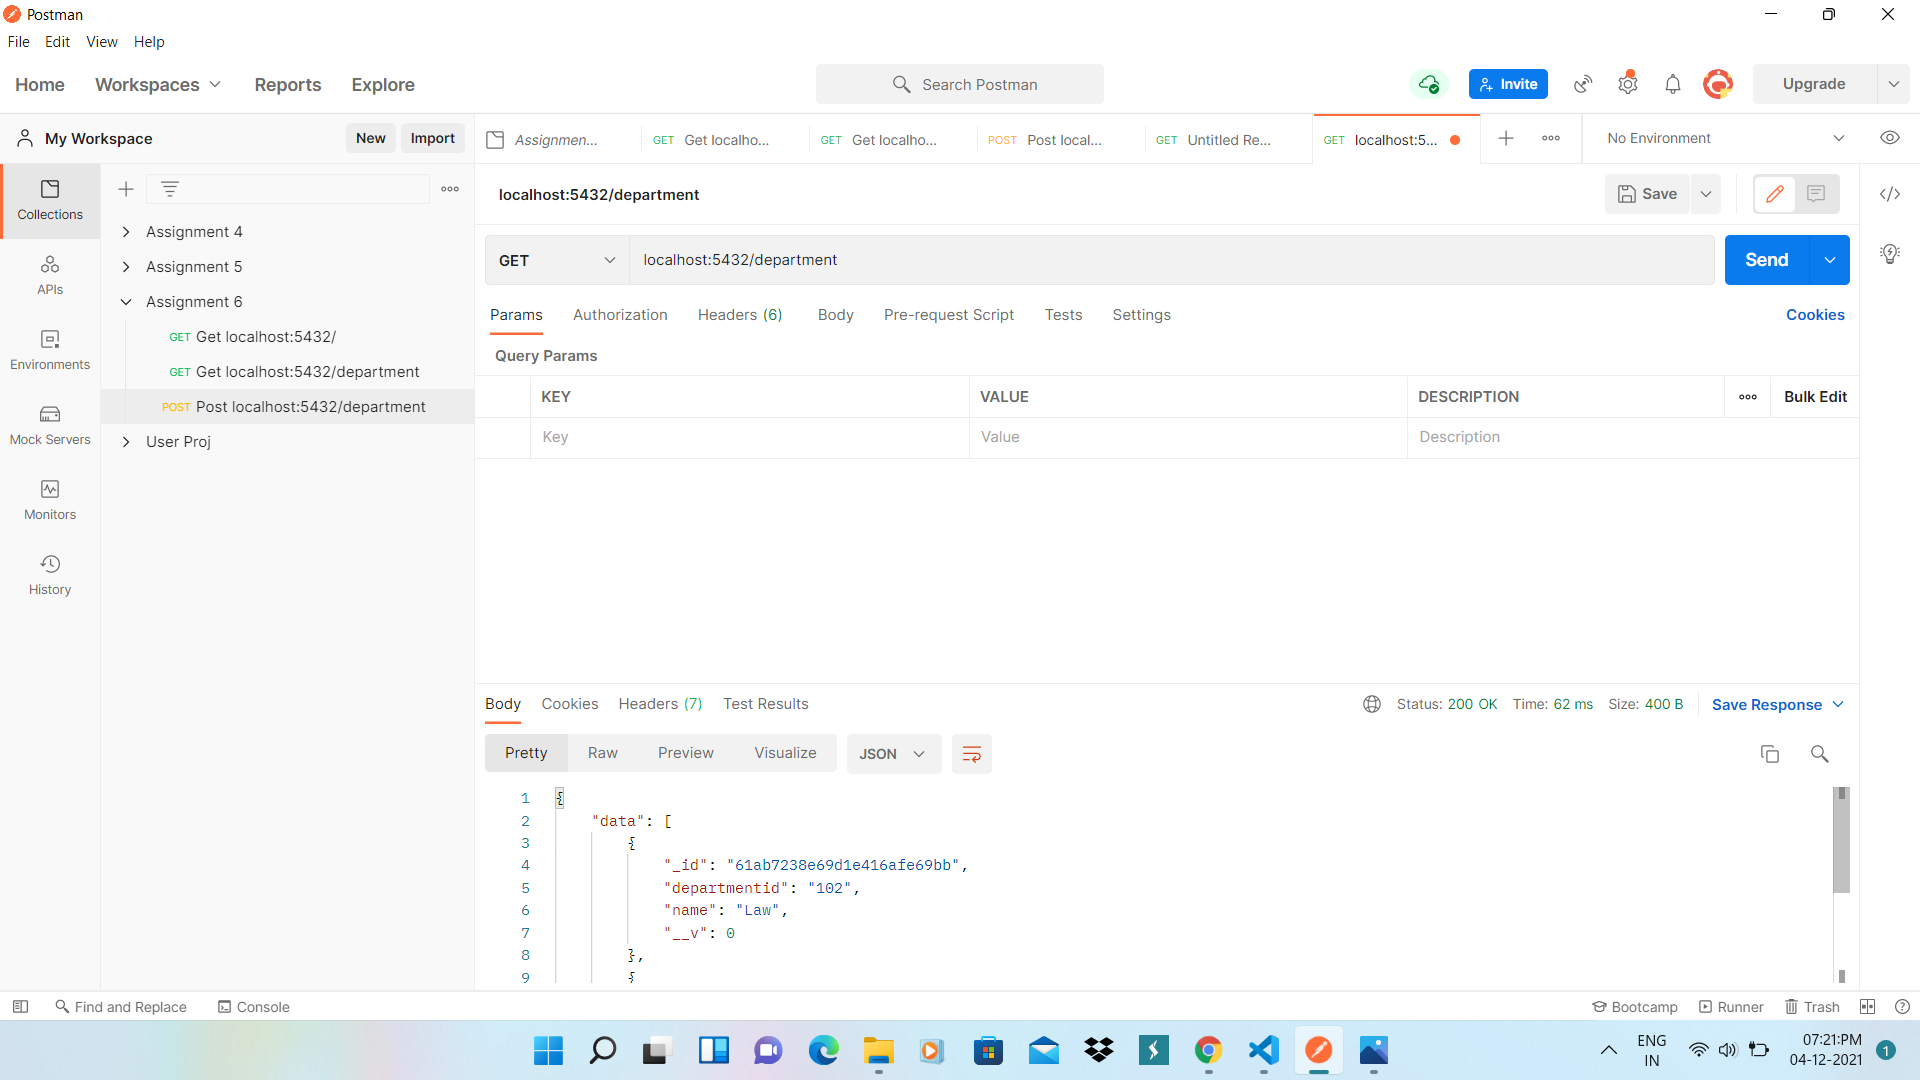 Postman
File Edit View Help
Home Workspaces Reports Explore Search Postman Invite Upgrade
My Workspace New Import Assignmen... GET Get localho... GET Get localho... POST Post local... GET Untitled Re... GET localhost:5... No Environment
localhost:5432/department Save
Collections
Assignment 4
Assignment 5
Assignment 6
GET Get localhost:5432/
GET Get localhost:5432/department
POST Post localhost:5432/department
User Proj
APIs
Environments
Mock Servers
Monitors
History
GET localhost:5432/department Send
Params Authorization Headers (6) Body Pre-request Script Tests Settings Cookies
Query Params
KEY VALUE DESCRIPTION Bulk Edit
Key Value Description
Body Cookies Headers (7) Test Results Status: 200 OK Time: 62 ms Size: 400 B Save Response
Pretty Raw Preview Visualize JSON
1 {
2 "data": [
3 {
4 "_id": "61ab7238e69d1e416afe69bb",
5 "departmentid": "102",
6 "name": "Law",
7 "__v": 0
8 },
9 {
Find and Replace Console Bootcamp Runner Trash
ENG 07:21:PM
IN 04-12-2021 1